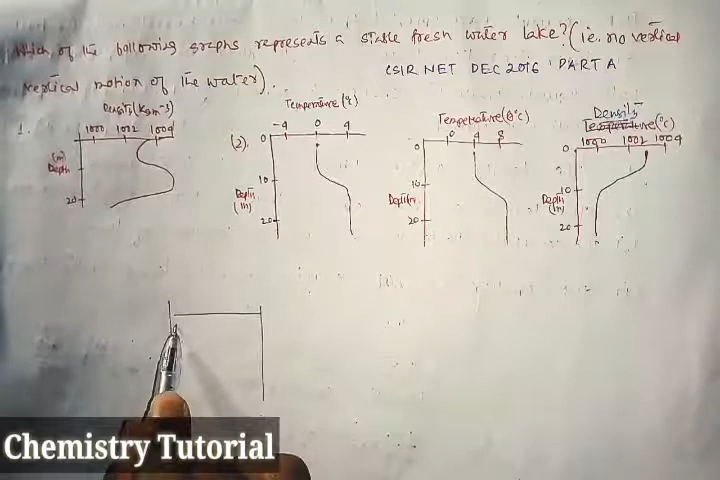 Which of the following graphs represents a stable fresh water lake? (i.e. no vertical
vertical motion of the water).
CSIR NET DEC 2016 PART A
1.
Density (kgm-3)
1000 1002 1004
Depth (m)
20
(2).
Temperature (°c)
-4 0 4
0
10
20
Depth (m)
Temperature (0°c)
0 4 8
0
10
20
Density
Temperature (°c)
1000 1002 1004
0
10
20
Depth (m)
Chemistry Tutorial